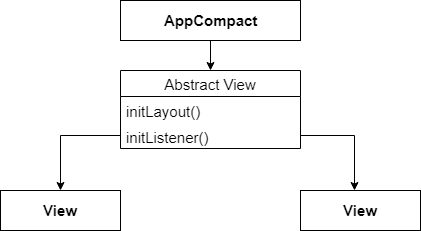 AppCompact
Abstract View
initLayout()
initListener()
View
View